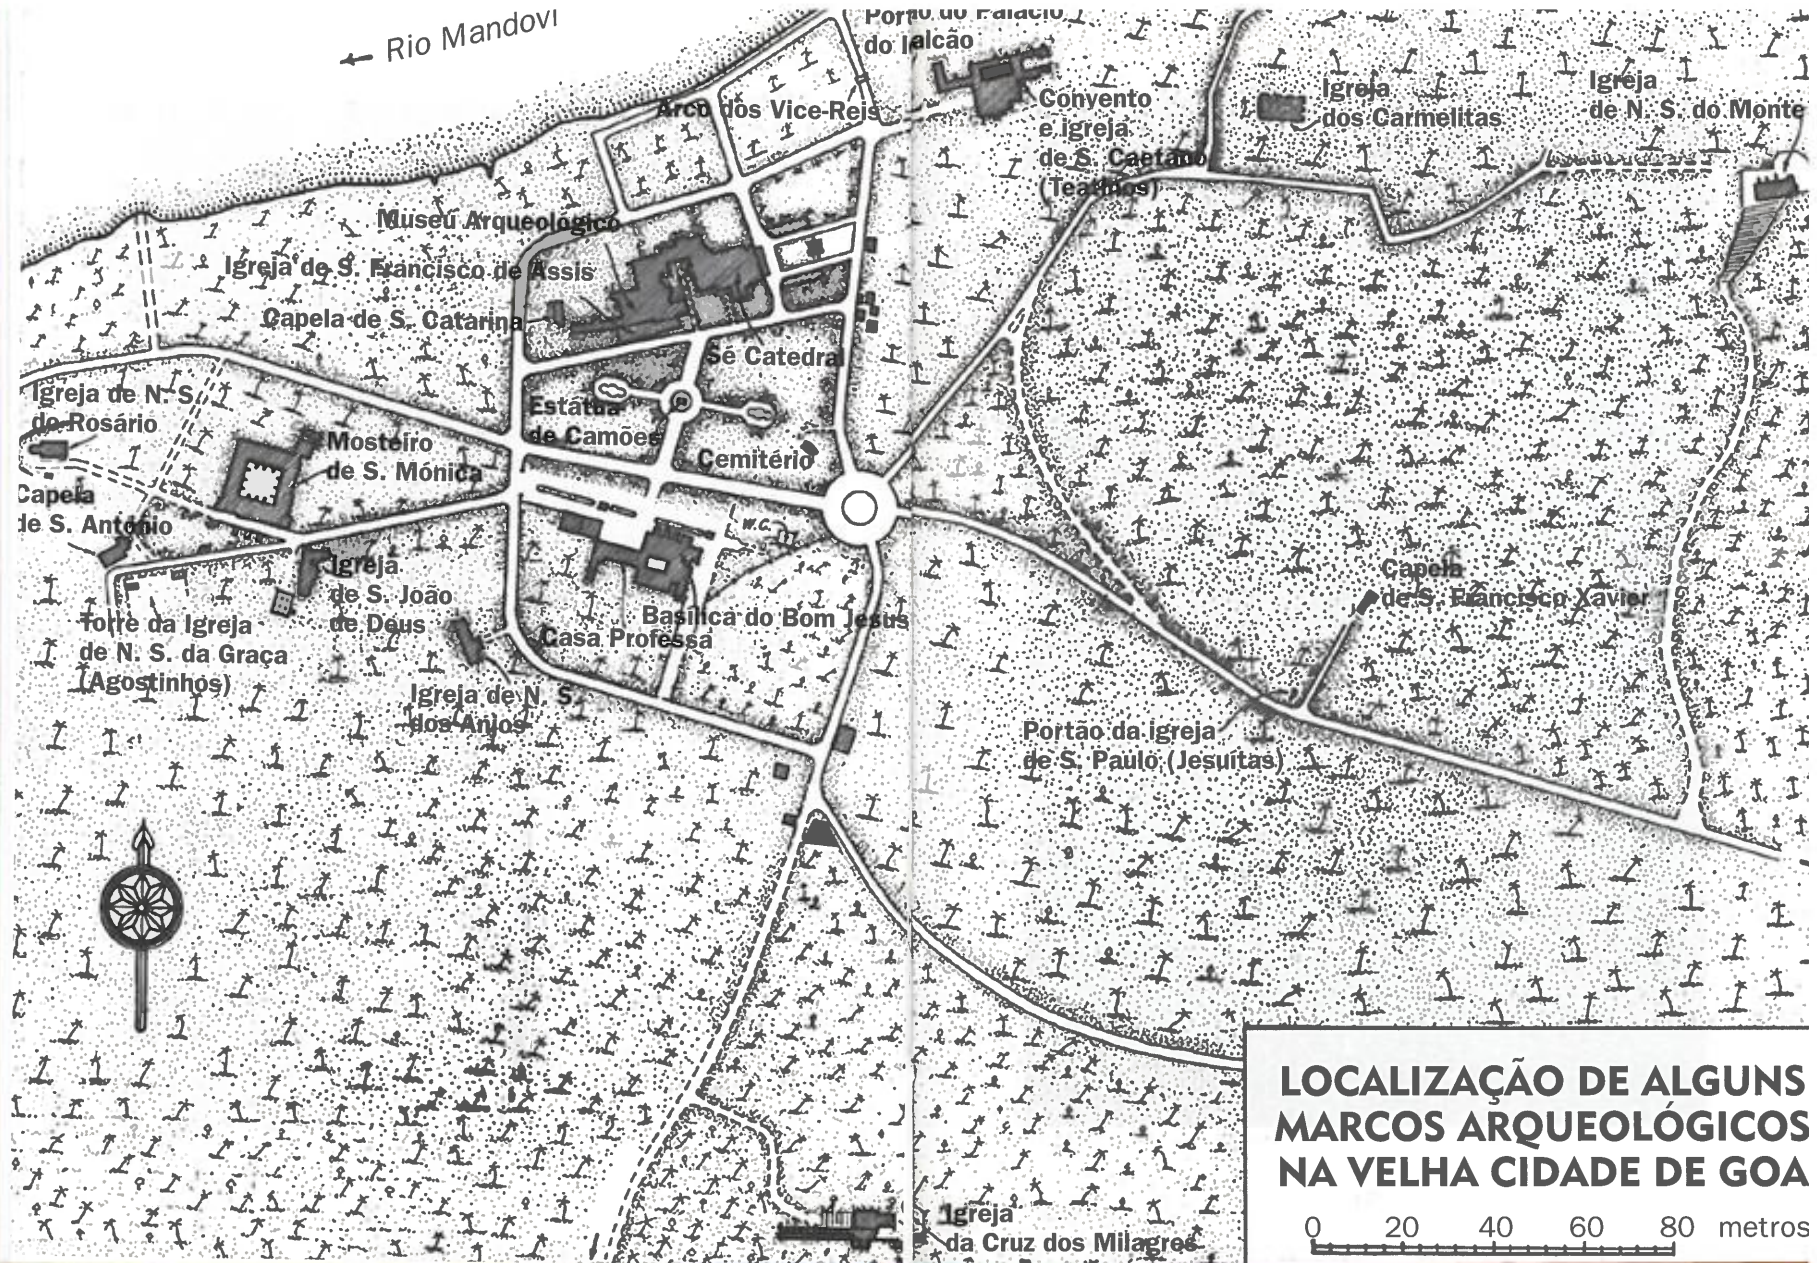 ← Rio Mandovi
Portão do Palácio
do Falcão
Arco dos Vice-Reis
Convento
e igreja
de S. Caetano
(Teatinos)
Igreja
dos Carmelitas
Igreja
de N. S. do Monte
Museu Arqueológico
Igreja de S. Francisco de Assis
Capela de S. Catarina
Sé Catedral
Igreja de N. S.
do Rosário
Estátua
de Camões
Mosteiro
de S. Mónica
Cemitério
Capela
de S. António
W.C.
Igreja
de S. João
de Deus
Capela
de S. Francisco Xavier
Basílica do Bom Jesus
Casa Professa
Torre da Igreja
de N. S. da Graça
(Agostinhos)
Igreja de N. S.
dos Anjos
Portão da igreja
de S. Paulo (Jesuítas)
LOCALIZAÇÃO DE ALGUNS
MARCOS ARQUEOLÓGICOS
NA VELHA CIDADE DE GOA
0 20 40 60 80 metros
Igreja
da Cruz dos Milagres